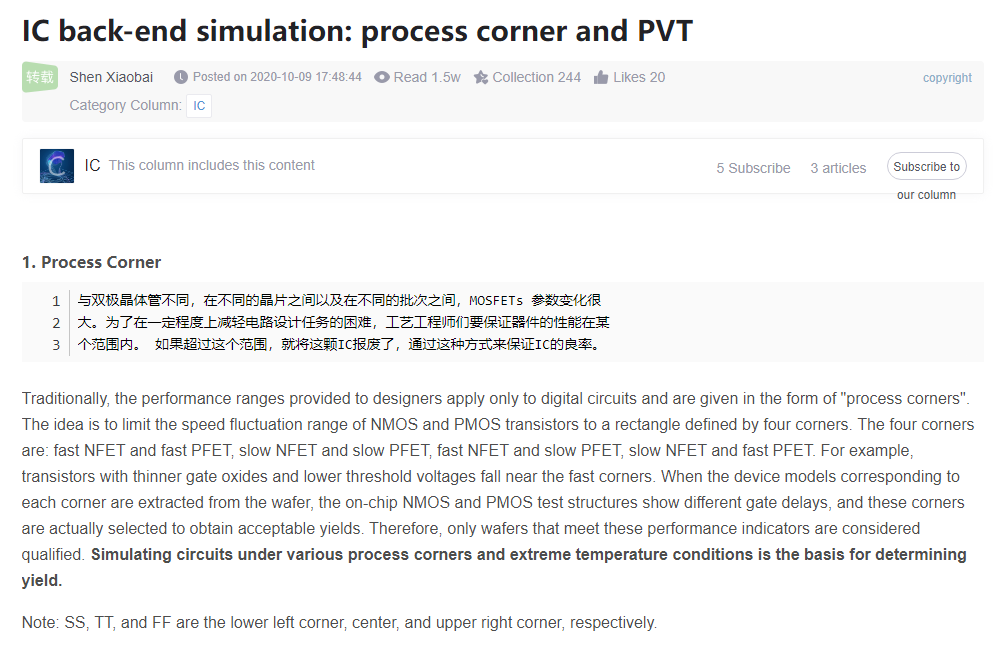 IC back-end simulation: process corner and PVT
转载 Shen Xiaobai Posted on 2020-10-09 17:48:44 Read 1.5w Collection 244 Likes 20 copyright
Category Column: IC
IC This column includes this content 5 Subscribe 3 articles Subscribe to
our column
1. Process Corner
1 与双极晶体管不同，在不同的晶片之间以及在不同的批次之间，MOSFETs 参数变化很
2 大。为了在一定程度上减轻电路设计任务的困难，工艺工程师们要保证器件的性能在某
3 个范围内。 如果超过这个范围，就将这颗IC报废了，通过这种方式来保证IC的良率。
Traditionally, the performance ranges provided to designers apply only to digital circuits and are given in the form of "process corners".
The idea is to limit the speed fluctuation range of NMOS and PMOS transistors to a rectangle defined by four corners. The four corners
are: fast NFET and fast PFET, slow NFET and slow PFET, fast NFET and slow PFET, slow NFET and fast PFET. For example,
transistors with thinner gate oxides and lower threshold voltages fall near the fast corners. When the device models corresponding to
each corner are extracted from the wafer, the on-chip NMOS and PMOS test structures show different gate delays, and these corners
are actually selected to obtain acceptable yields. Therefore, only wafers that meet these performance indicators are considered
qualified. Simulating circuits under various process corners and extreme temperature conditions is the basis for determining
yield.
Note: SS, TT, and FF are the lower left corner, center, and upper right corner, respectively.